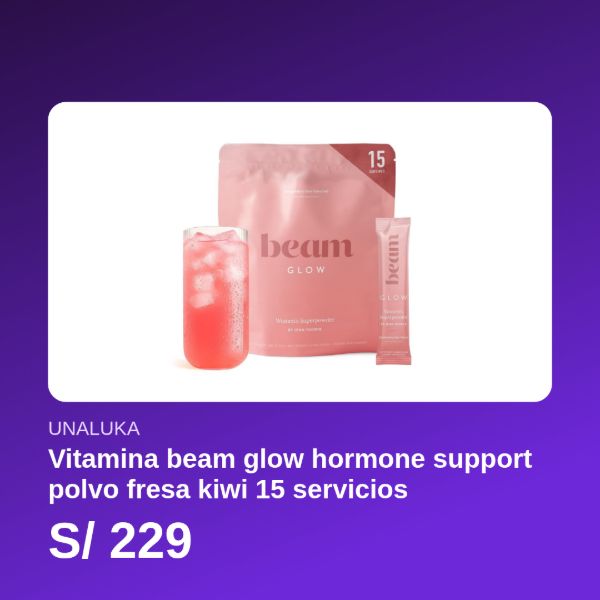 15
beam
GLOW
beam
GLOW
UNALUKA
Vitamina beam glow hormone support
polvo fresa kiwi 15 servicios
S/ 229